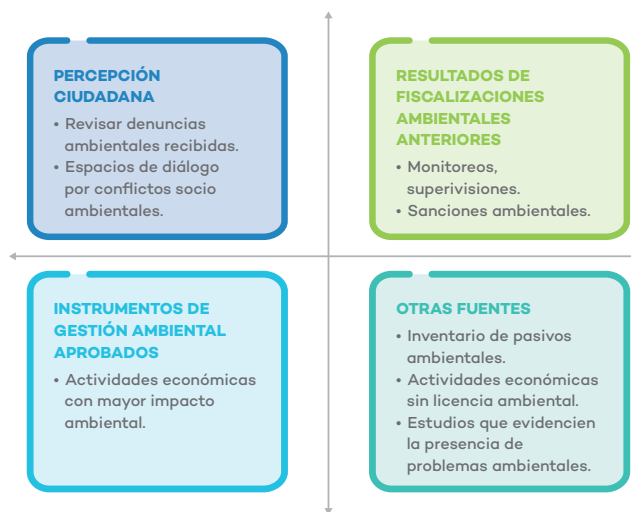 PERCEPCIÓN
CIUDADANA
• Revisar denuncias
ambientales recibidas.
• Espacios de diálogo
por conflictos socio
ambientales.
RESULTADOS DE
FISCALIZACIONES
AMBIENTALES
ANTERIORES
• Monitoreos,
superivisiones.
• Sanciones ambientales.
INSTRUMENTOS DE
GESTIÓN AMBIENTAL
APROBADOS
• Actividades económicas
con mayor impacto
ambiental.
OTRAS FUENTES
• Inventario de pasivos
ambientales.
• Actividades económicas
sin licencia ambiental.
• Estudios que evidencien
la presencia de
problemas ambientales.